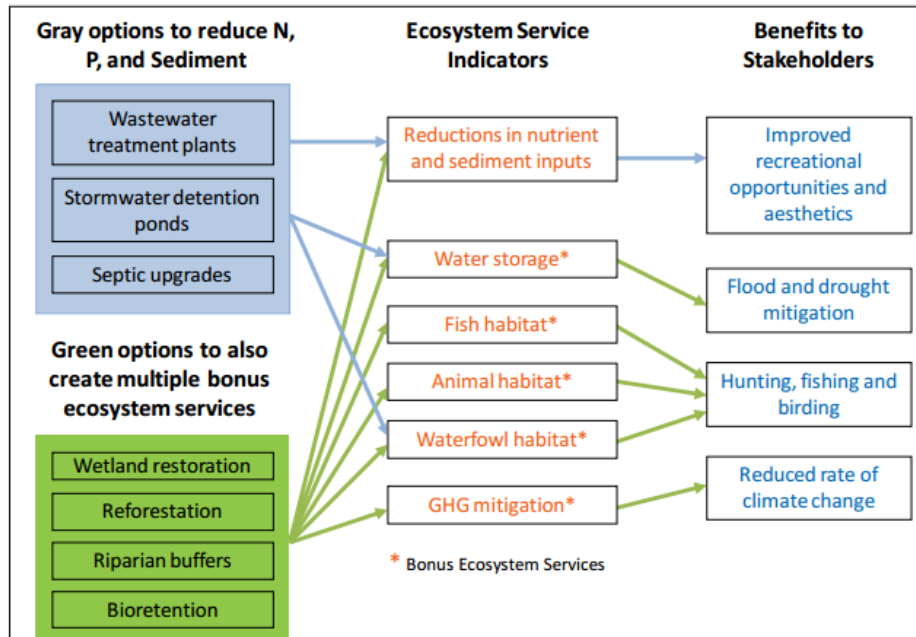 Gray options to reduce N,
P, and Sediment
Wastewater
treatment plants
Stormwater detention
ponds
Septic upgrades
Green options to also
create multiple bonus
ecosystem services
Wetland restoration
Reforestation
Riparian buffers
Bioretention
Ecosystem Service
Indicators
Reductions in nutrient
and sediment inputs
Water storage*
Fish habitat*
Animal habitat*
Waterfowl habitat*
GHG mitigation*
* Bonus Ecosystem Services
Benefits to
Stakeholders
Improved
recreational
opportunities and
aesthetics
Flood and drought
mitigation
Hunting, fishing and
birding
Reduced rate of
climate change